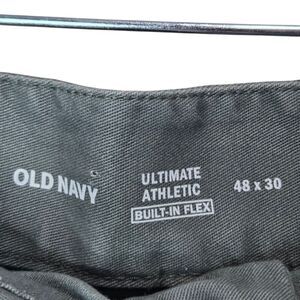 OLD NAVY
ULTIMATE
ATHLETIC
BUILT-IN FLEX
48 x 30